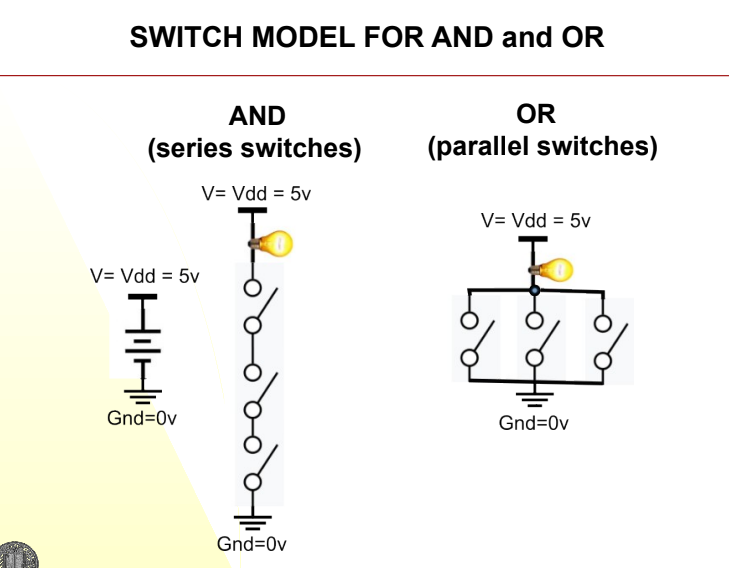 SWITCH MODEL FOR AND and OR
AND
(series switches)
OR
(parallel switches)
V= Vdd = 5v
V= Vdd = 5v
V= Vdd = 5v
Gnd=0v
Gnd=0v
Gnd=0v